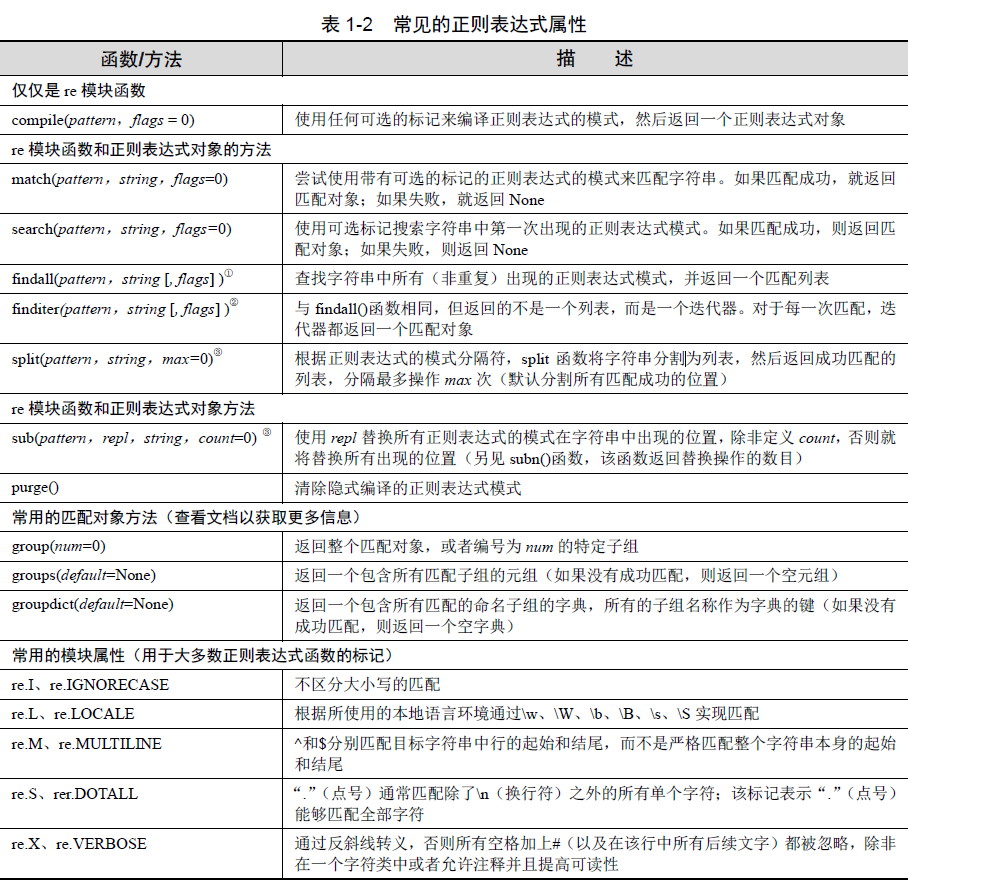 表 1-2 常见的正则表达式属性
函数/方法 描 述
仅仅是 re 模块函数
compile(pattern，flags = 0) 使用任何可选的标记来编译正则表达式的模式，然后返回一个正则表达式对象
re 模块函数和正则表达式对象的方法
match(pattern，string，flags=0) 尝试使用带有可选的标记的正则表达式的模式来匹配字符串。如果匹配成功，就返回
匹配对象；如果失败，就返回 None
search(pattern，string，flags=0) 使用可选标记搜索字符串中第一次出现的正则表达式模式。如果匹配成功，则返回匹
配对象；如果失败，则返回 None
findall(pattern，string [, flags] )① 查找字符串中所有（非重复）出现的正则表达式模式，并返回一个匹配列表
finditer(pattern，string [, flags] )② 与 findall()函数相同，但返回的不是一个列表，而是一个迭代器。对于每一次匹配，迭
代器都返回一个匹配对象
split(pattern，string，max=0)③ 根据正则表达式的模式分隔符，split 函数将字符串分割为列表，然后返回成功匹配的
列表，分隔最多操作 max 次（默认分割所有匹配成功的位置）
re 模块函数和正则表达式对象方法
sub(pattern，repl，string，count=0) ③ 使用 repl 替换所有正则表达式的模式在字符串中出现的位置，除非定义 count，否则就
将替换所有出现的位置（另见 subn()函数，该函数返回替换操作的数目）
purge() 清除隐式编译的正则表达式模式
常用的匹配对象方法（查看文档以获取更多信息）
group(num=0) 返回整个匹配对象，或者编号为 num 的特定子组
groups(default=None) 返回一个包含所有匹配子组的元组（如果没有成功匹配，则返回一个空元组）
groupdict(default=None) 返回一个包含所有匹配的命名子组的字典，所有的子组名称作为字典的键（如果没有
成功匹配，则返回一个空字典）
常用的模块属性（用于大多数正则表达式函数的标记）
re.I、re.IGNORECASE 不区分大小写的匹配
re.L、re.LOCALE 根据所使用的本地语言环境通过\w、\W、\b、\B、\s、\S 实现匹配
re.M、re.MULTILINE ^和$分别匹配目标字符串中行的起始和结尾，而不是严格匹配整个字符串本身的起始
和结尾
re.S、rer.DOTALL “.”（点号）通常匹配除了\n（换行符）之外的所有单个字符；该标记表示“.”（点号）
能够匹配全部字符
re.X、re.VERBOSE 通过反斜线转义，否则所有空格加上#（以及在该行中所有后续文字）都被忽略，除非
在一个字符类中或者允许注释并且提高可读性